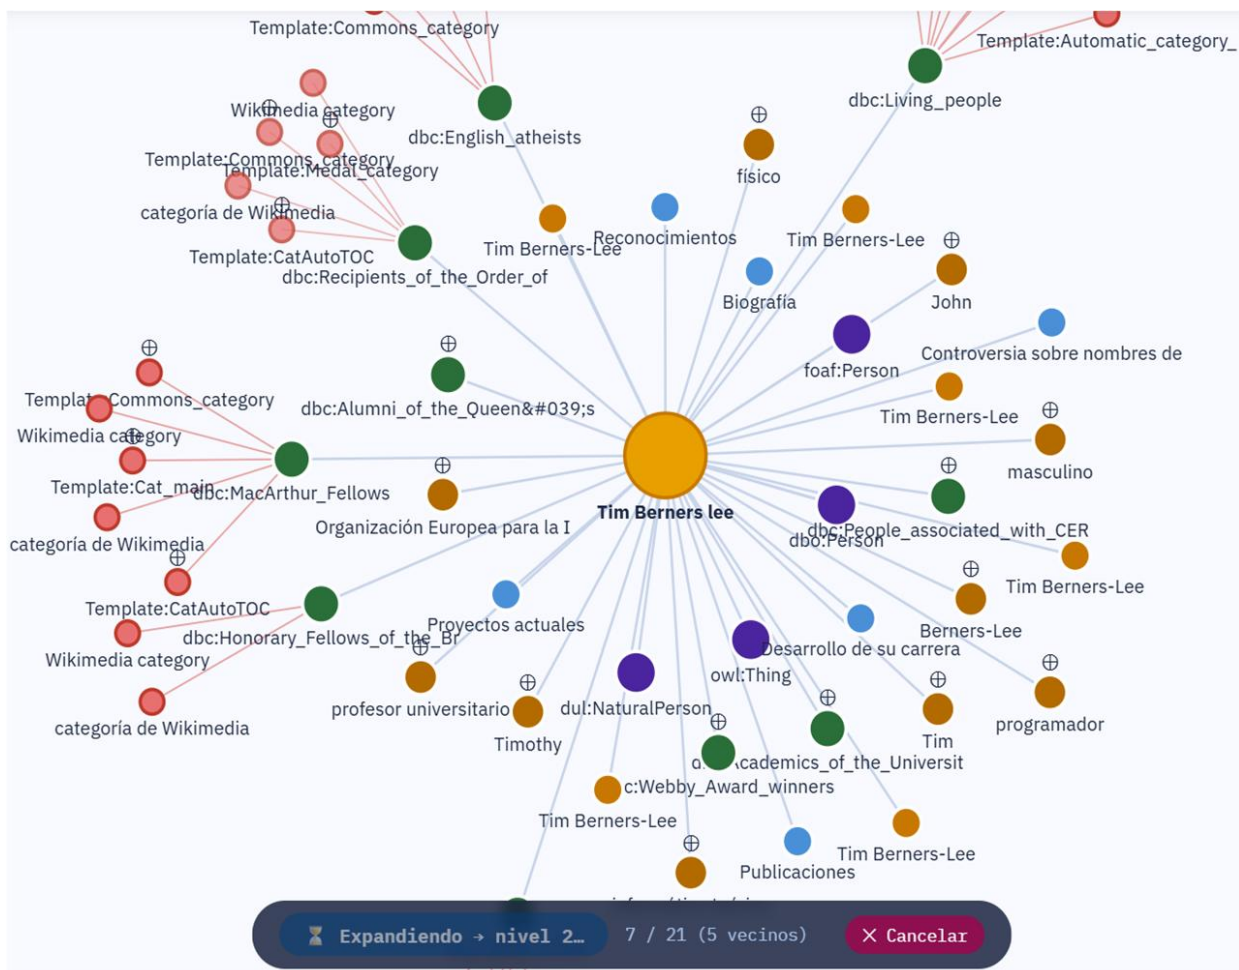 Template:Commons_category
Template:Automatic_category_
dbc:Living_people
Wikimedia category
dbc:English_atheists
Template:Commons_category
Template:Medal_category
físico
categoría de Wikimedia
Tim Berners-Lee
Reconocimientos
Tim Berners-Lee
Template:CatAutoTOC
dbc:Recipients_of_the_Order_of
Biografía
John
Controversia sobre nombres de
foaf:Person
Template:Commons_category
dbc:Alumni_of_the_Queen&#039;s
Tim Berners-Lee
Wikimedia category
masculino
Template:Cat_main
dbc:MacArthur_Fellows
Tim Berners lee
Organización Europea para la I
dbc:People_associated_with_CER
dbo:Person
categoría de Wikimedia
Tim Berners-Lee
Template:CatAutoTOC
Proyectos actuales
Berners-Lee
dbc:Honorary_Fellows_of_the_Br
Desarrollo de su carrera
Wikimedia category
owl:Thing
profesor universitario
dul:NaturalPerson
programador
categoría de Wikimedia
Timothy
Tim
cademics_of_the_Universit
c:Webby_Award_winners
Tim Berners-Lee
Tim Berners-Lee
Publicaciones
⏳ Expandiendo → nivel 2…
7 / 21 (5 vecinos)
✕ Cancelar